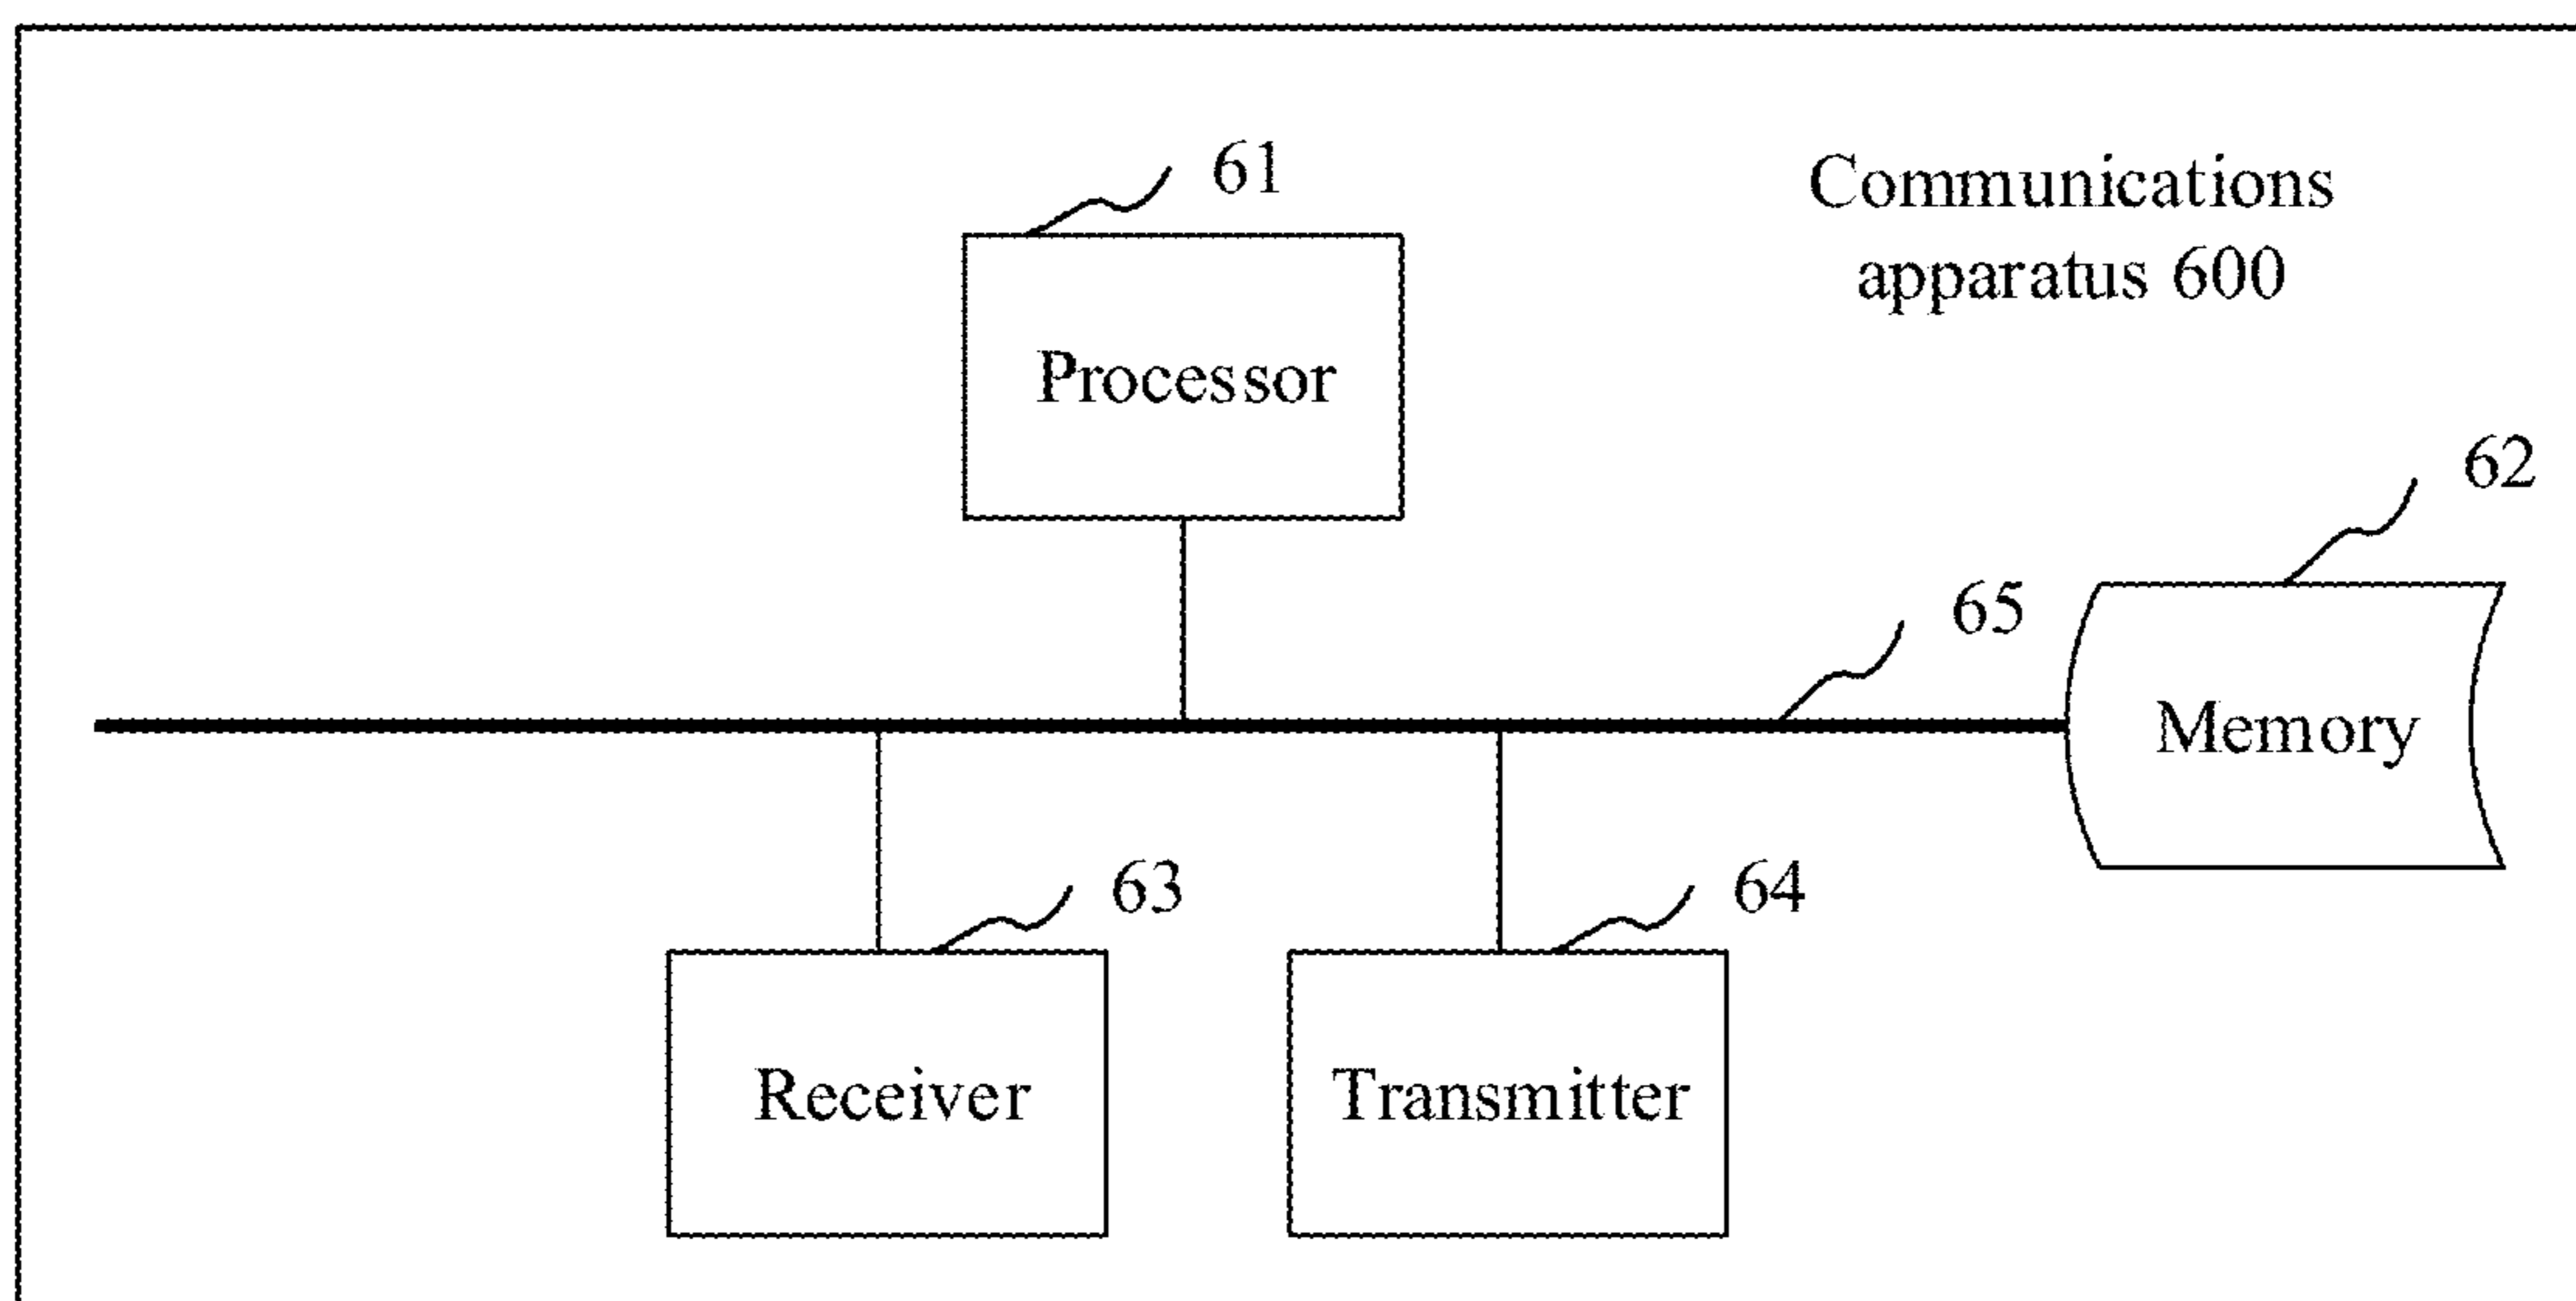 61
Communications
apparatus 600
Processor
62
65
Memory
63
64
Receiver
Transmitter